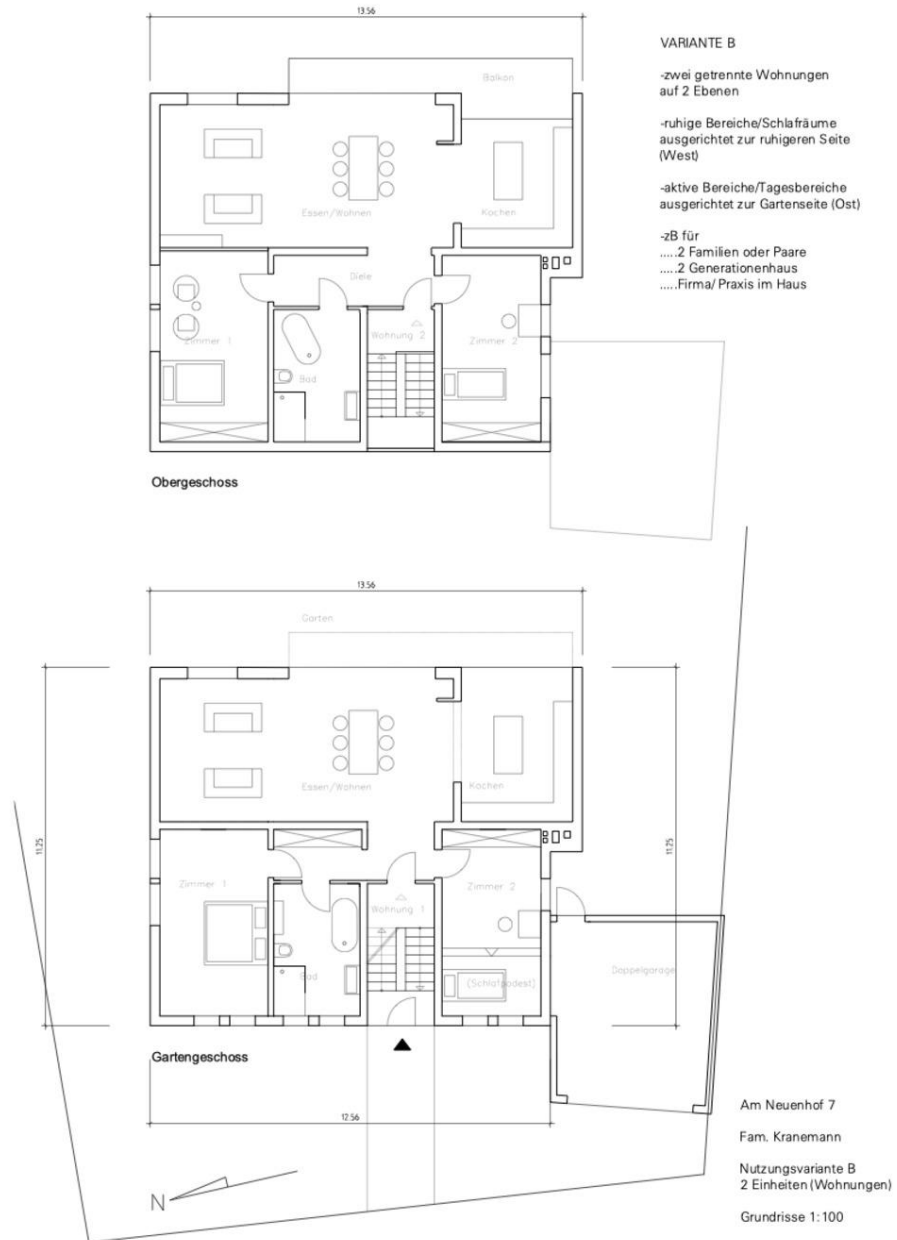 13.56
VARIANTE B
-zwei getrennte Wohnungen
auf 2 Ebenen
-ruhige Bereiche/Schlafräume
ausgerichtet zur ruhigeren Seite
(West)
-aktive Bereiche/Tagesbereiche
ausgerichtet zur Gartenseite (Ost)
-zB für
.....2 Familien oder Paare
.....2 Generationenhaus
.....Firma/ Praxis im Haus
Balkon
Essen/Wohnen
Kochen
Diele
Zimmer 1
Wohnung 2
Zimmer 2
Bad
Obergeschoss
13.56
Garten
Essen/Wohnen
Kochen
11.25
11.25
Zimmer 1
Zimmer 2
Wohnung 1
Bad
(Schlafpodest)
Doppelgarage
Gartengeschoss
12.56
N
Am Neuenhof 7
Fam. Kranemann
Nutzungsvariante B
2 Einheiten (Wohnungen)
Grundrisse 1:100